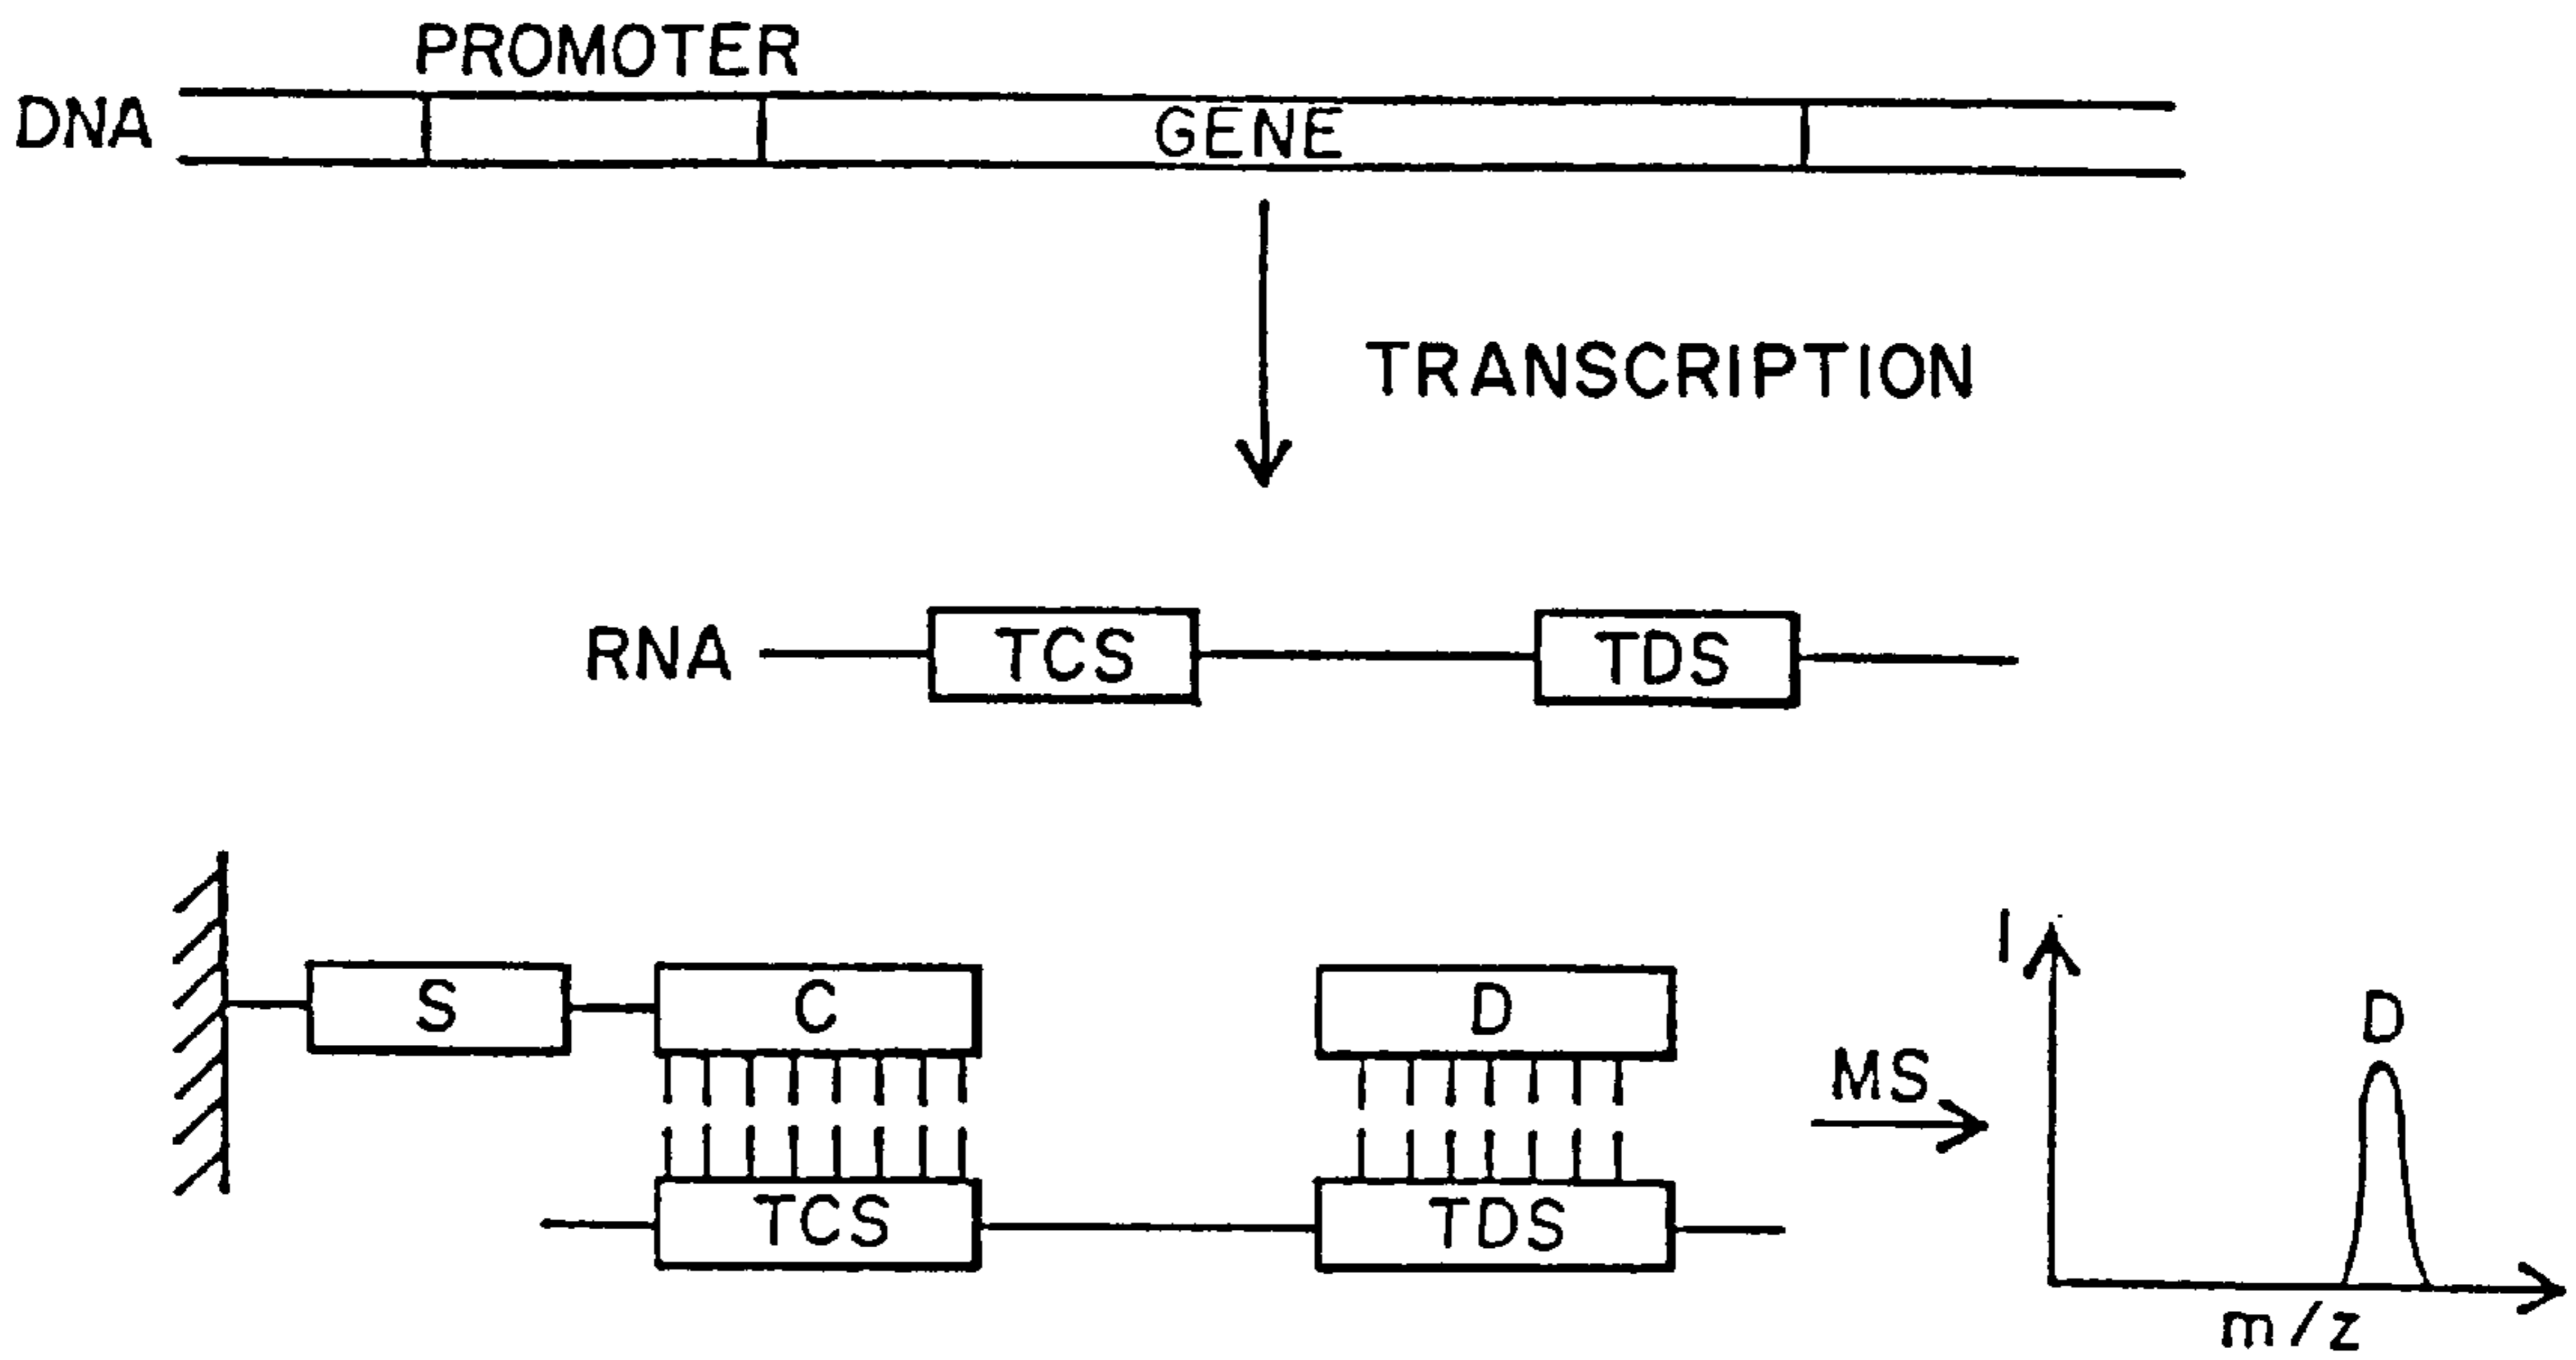 PROMOTER
DNA
GENE
TRANSCRIPTION
RNA
TCS
TDS
S
C
D
TCS
TDS
MS
I
D
m/z